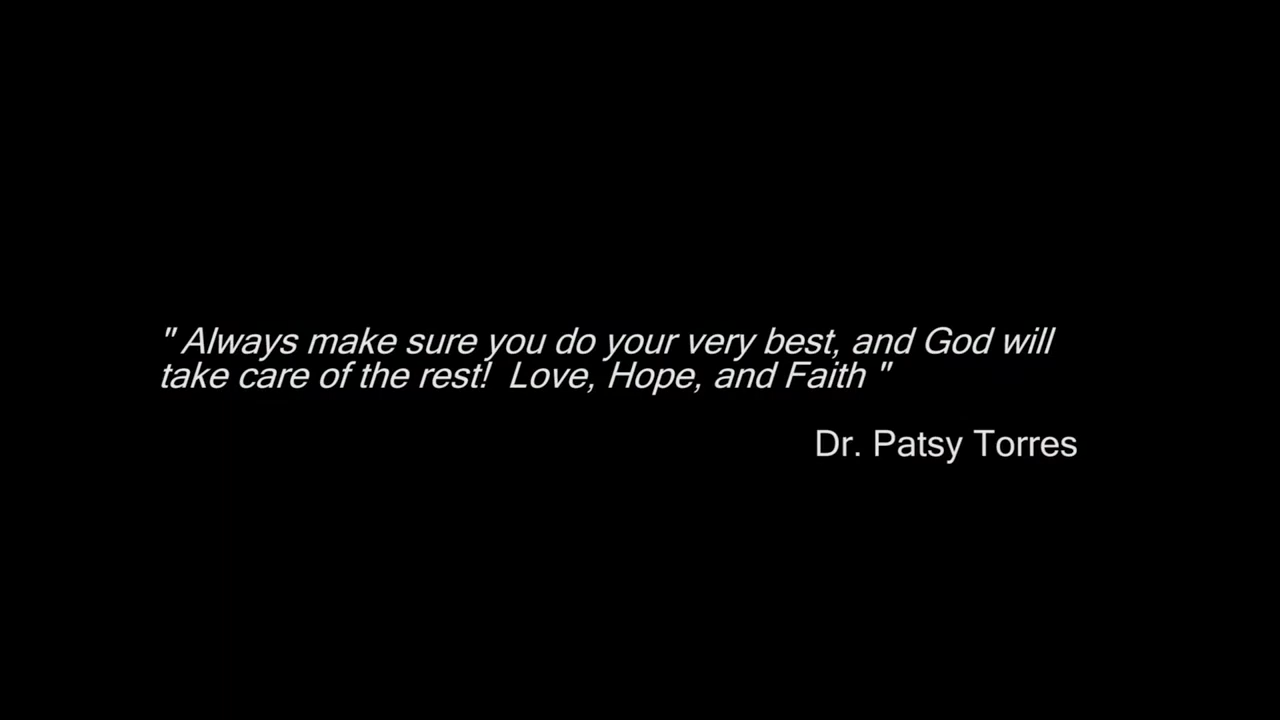 " Always make sure you do your very best, and God will
take care of the rest!  Love, Hope, and Faith "
Dr. Patsy Torres